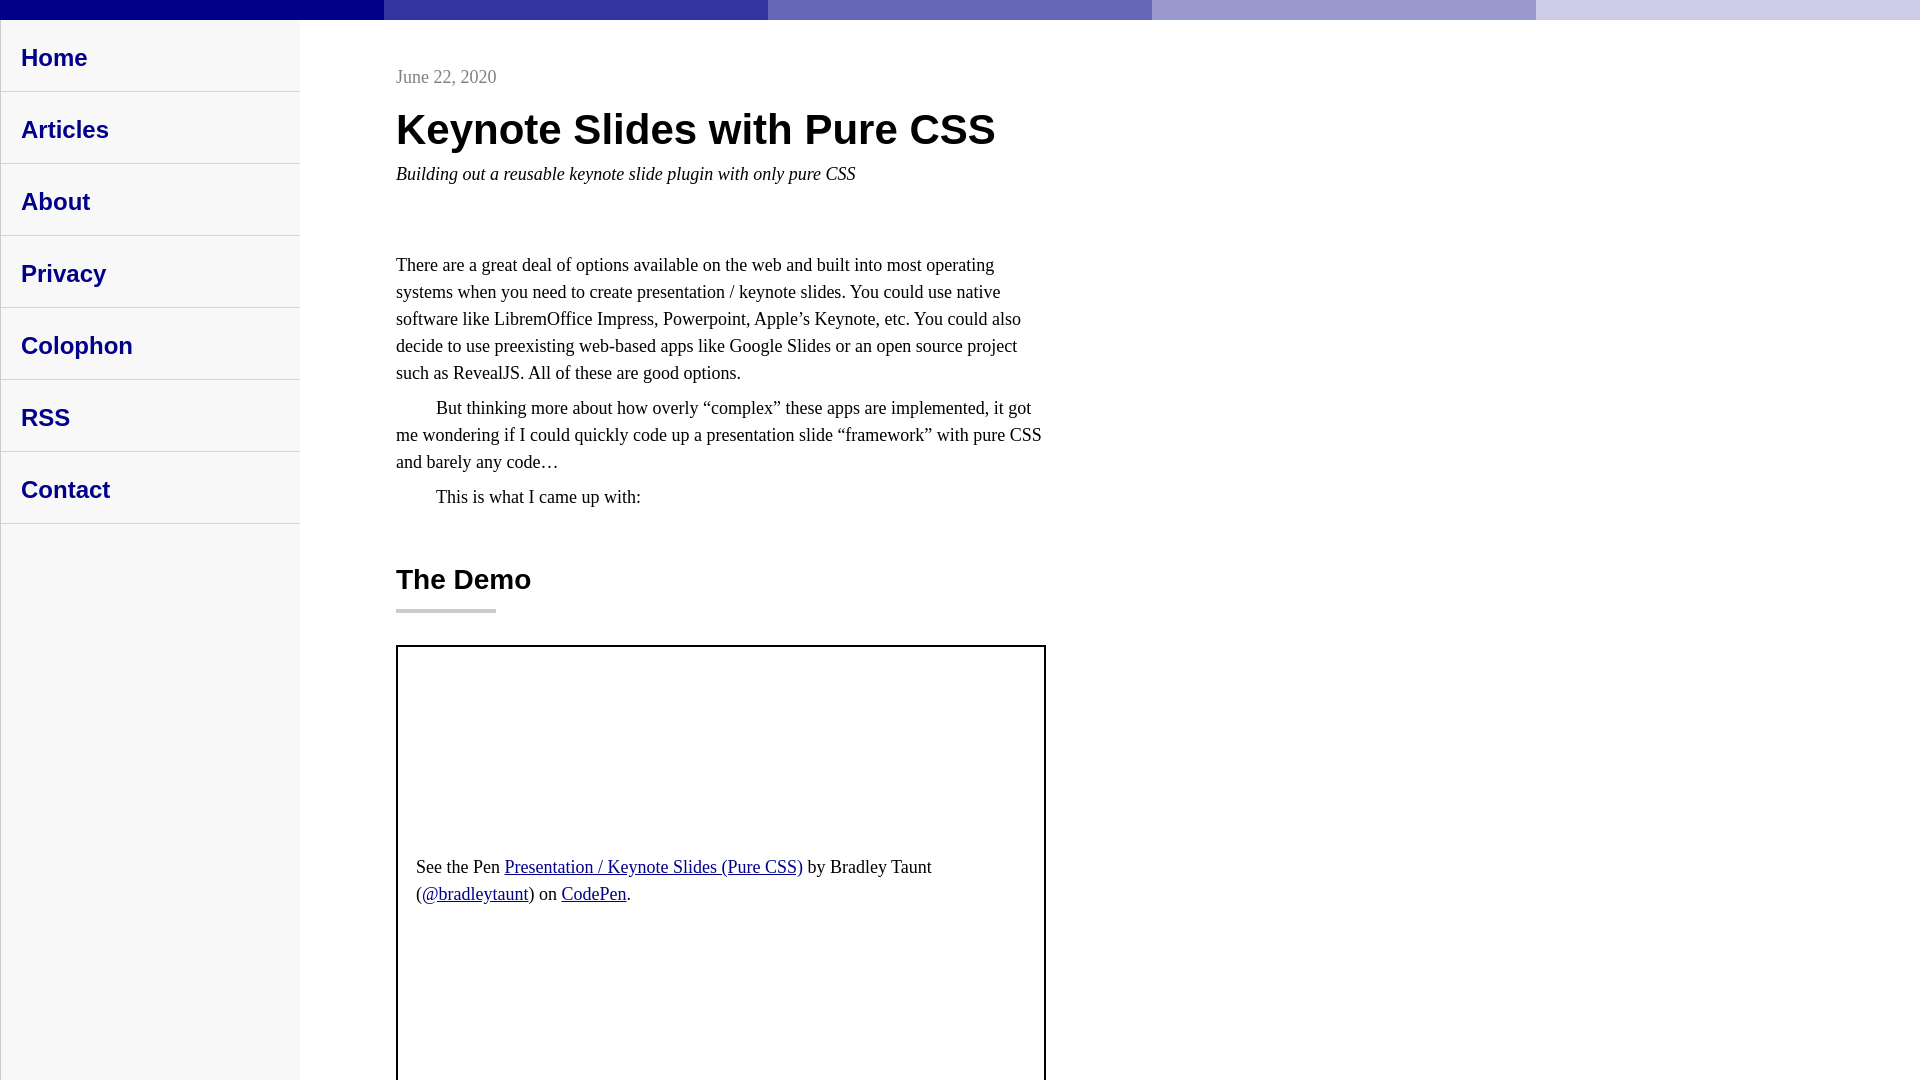 Home
Articles
About
Privacy
Colophon
RSS
Contact
June 22, 2020
Keynote Slides with Pure CSS
Building out a reusable keynote slide plugin with only pure CSS
There are a great deal of options available on the web and built into most operating
systems when you need to create presentation / keynote slides. You could use native
software like LibremOffice Impress, Powerpoint, Apple’s Keynote, etc. You could also
decide to use preexisting web-based apps like Google Slides or an open source project
such as RevealJS. All of these are good options.
But thinking more about how overly “complex” these apps are implemented, it got
me wondering if I could quickly code up a presentation slide “framework” with pure CSS
and barely any code…
This is what I came up with:
The Demo
See the Pen Presentation / Keynote Slides (Pure CSS) by Bradley Taunt
(@bradleytaunt) on CodePen.